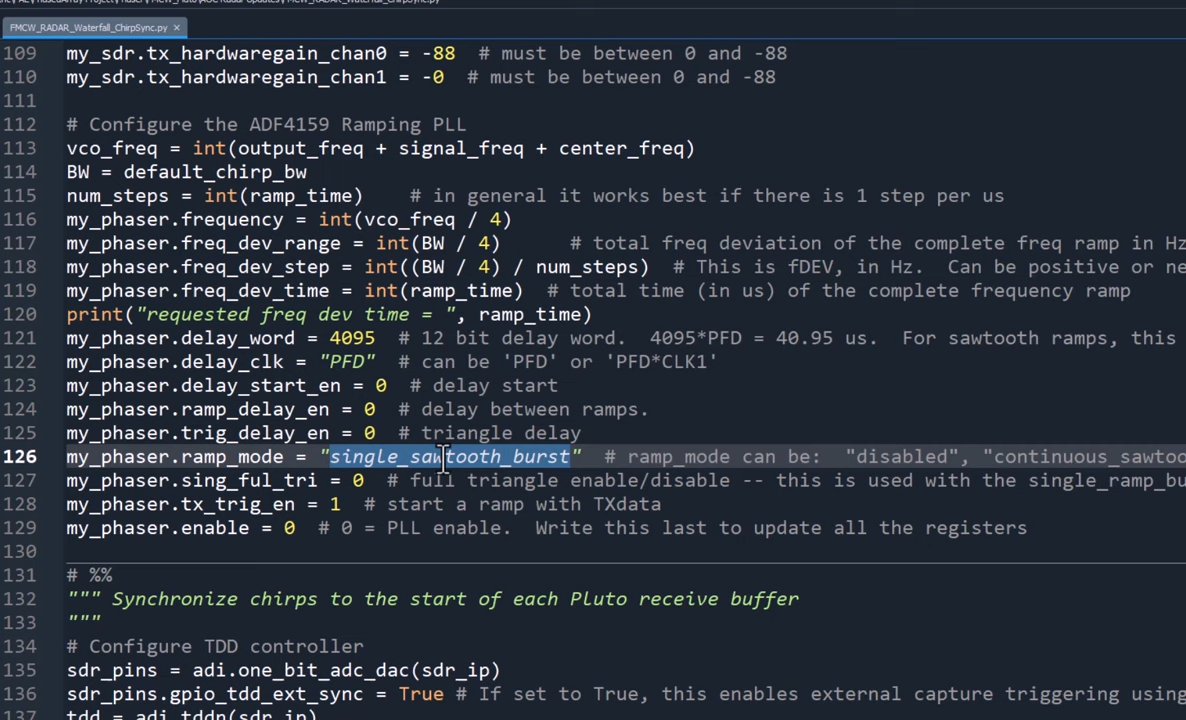 FMCW_RADAR_Waterfall_ChirpSync.py ×
109 my_sdr.tx_hardwaregain_chan0 = -88  # must be between 0 and -88
110 my_sdr.tx_hardwaregain_chan1 = -0  # must be between 0 and -88
111
112 # Configure the ADF4159 Ramping PLL
113 vco_freq = int(output_freq + signal_freq + center_freq)
114 BW = default_chirp_bw
115 num_steps = int(ramp_time)    # in general it works best if there is 1 step per us
116 my_phaser.frequency = int(vco_freq / 4)
117 my_phaser.freq_dev_range = int(BW / 4)      # total freq deviation of the complete freq ramp in Hz
118 my_phaser.freq_dev_step = int((BW / 4) / num_steps)  # This is fDEV, in Hz.  Can be positive or ne
119 my_phaser.freq_dev_time = int(ramp_time)  # total time (in us) of the complete frequency ramp
120 print("requested freq dev time = ", ramp_time)
121 my_phaser.delay_word = 4095  # 12 bit delay word.  4095*PFD = 40.95 us.  For sawtooth ramps, this
122 my_phaser.delay_clk = "PFD"  # can be 'PFD' or 'PFD*CLK1'
123 my_phaser.delay_start_en = 0  # delay start
124 my_phaser.ramp_delay_en = 0  # delay between ramps.
125 my_phaser.trig_delay_en = 0  # triangle delay
126 my_phaser.ramp_mode = "single_sawtooth_burst"  # ramp_mode can be:  "disabled", "continuous_sawtoo
127 my_phaser.sing_ful_tri = 0  # full triangle enable/disable -- this is used with the single_ramp_bu
128 my_phaser.tx_trig_en = 1  # start a ramp with TXdata
129 my_phaser.enable = 0  # 0 = PLL enable.  Write this last to update all the registers
130
131 # %%
132 """ Synchronize chirps to the start of each Pluto receive buffer
133 """
134 # Configure TDD controller
135 sdr_pins = adi.one_bit_adc_dac(sdr_ip)
136 sdr_pins.gpio_tdd_ext_sync = True # If set to True, this enables external capture triggering using
137 tdd = adi.tddn(sdr_ip)